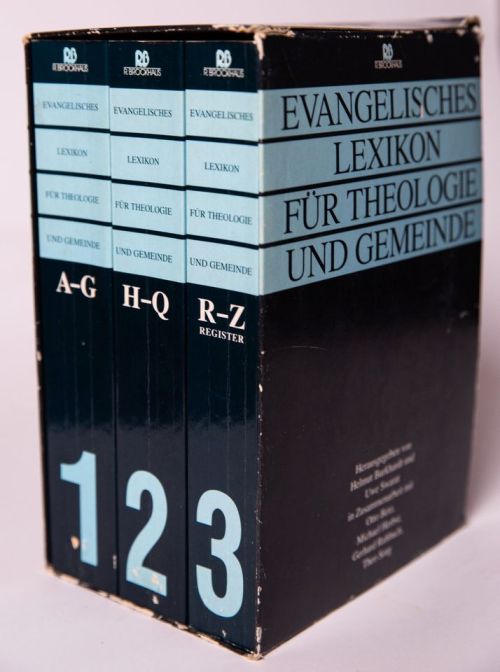 R.BROCKHAUS
EVANGELISCHES
LEXIKON
FÜR THEOLOGIE
UND GEMEINDE
A–G
1
R.BROCKHAUS
EVANGELISCHES
LEXIKON
FÜR THEOLOGIE
UND GEMEINDE
H–Q
2
R.BROCKHAUS
EVANGELISCHES
LEXIKON
FÜR THEOLOGIE
UND GEMEINDE
R–Z
REGISTER
3
R.BROCKHAUS
EVANGELISCHES
LEXIKON
FÜR THEOLOGIE
UND GEMEINDE
Herausgegeben von
Helmut Burkhardt und
Uwe Swarat
in Zusammenarbeit mit
Otto Betz,
Michael Herbst,
Gerhard Ruhbach,
Theo Sorg